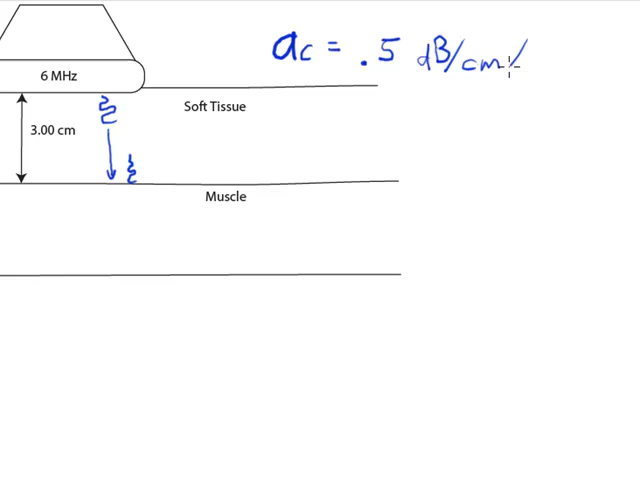 ac = .5 dB/cm/
6 MHz
Soft Tissue
3.00 cm
Muscle